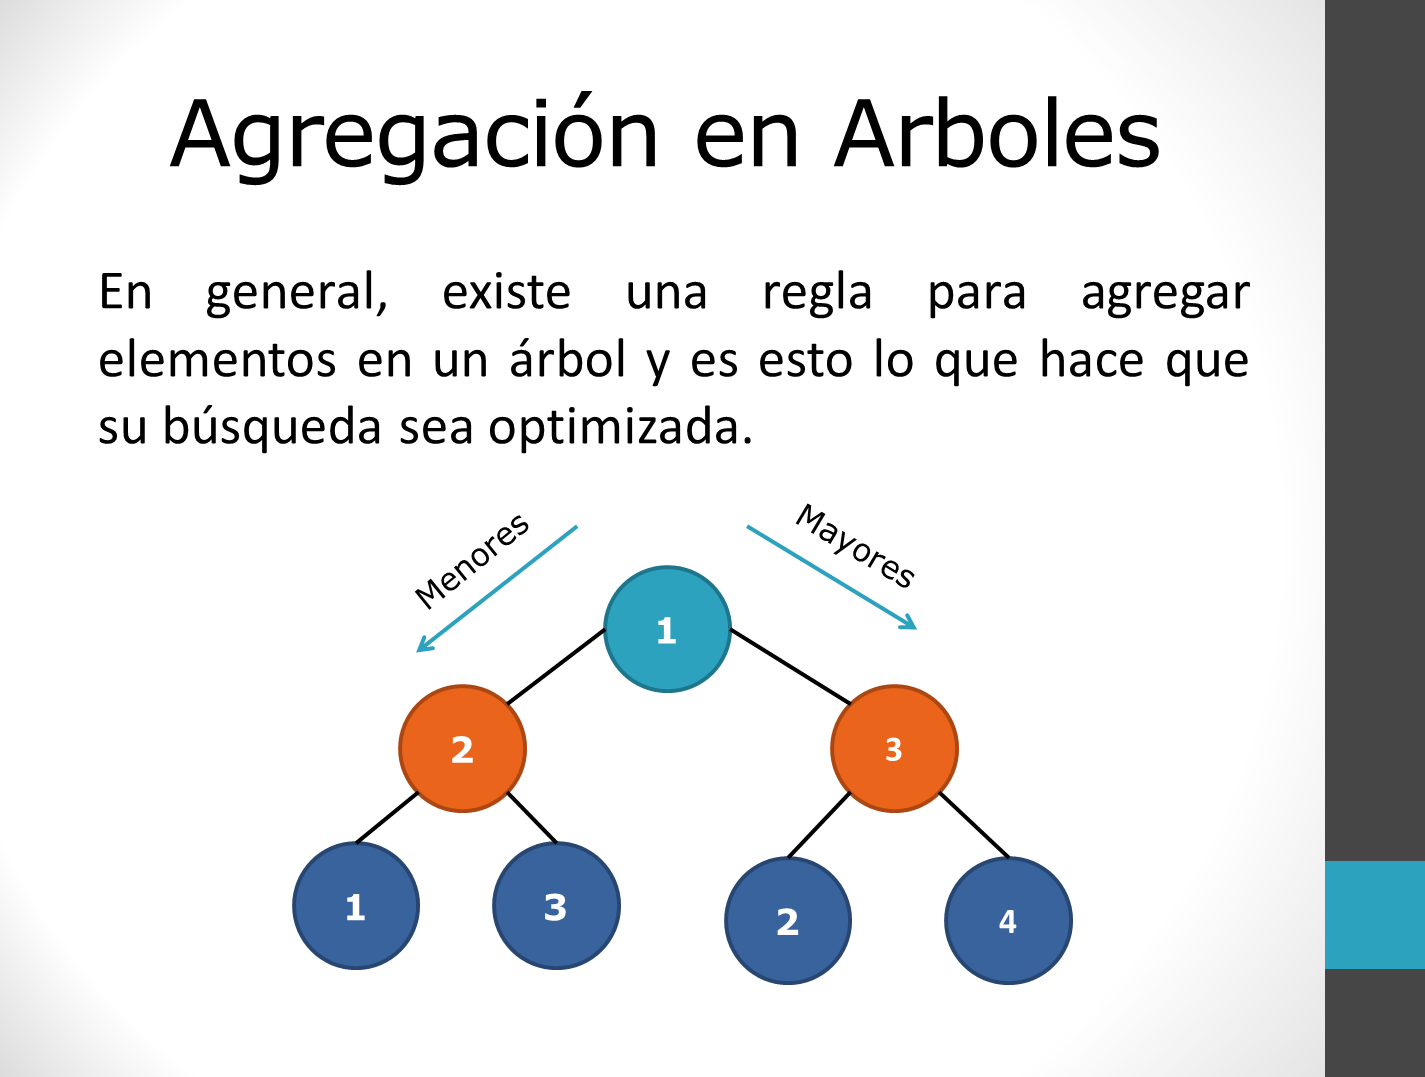 Agregación en Arboles
En general, existe una regla para agregar
elementos en un árbol y es esto lo que hace que
su búsqueda sea optimizada.
Menores
Mayores
1
2
3
1
3
2
4